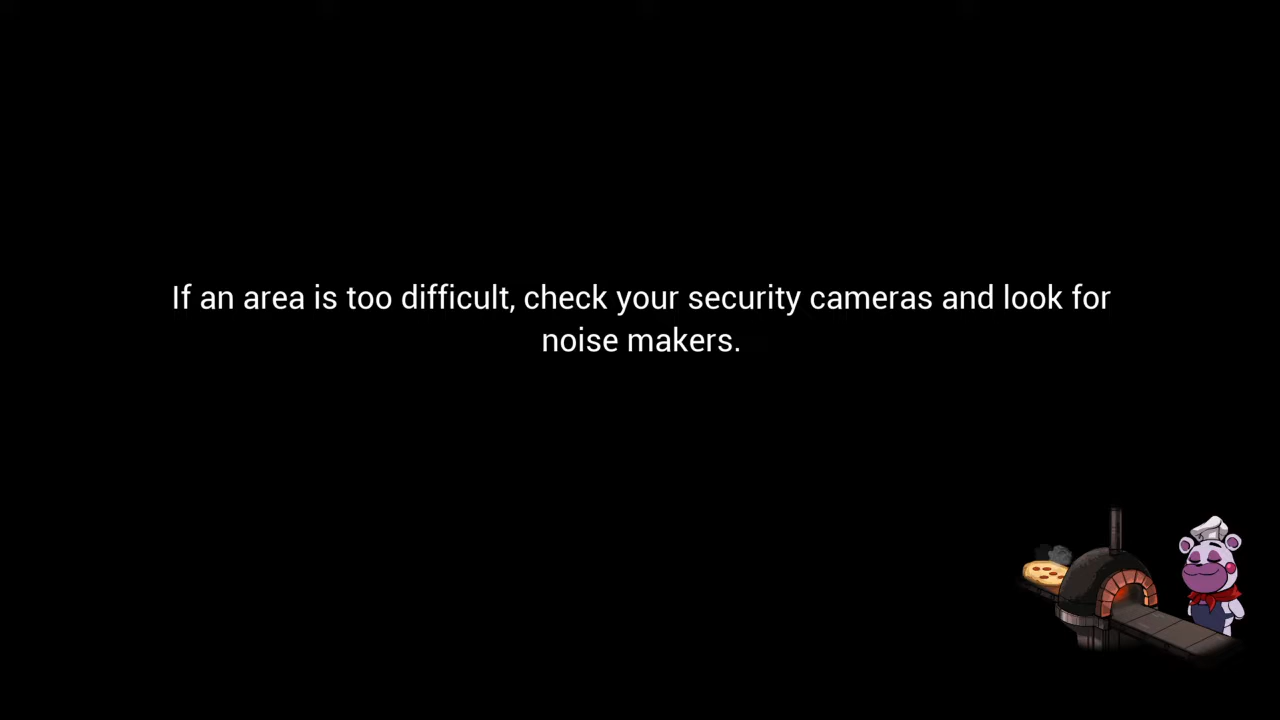 If an area is too difficult, check your security cameras and look for
noise makers.